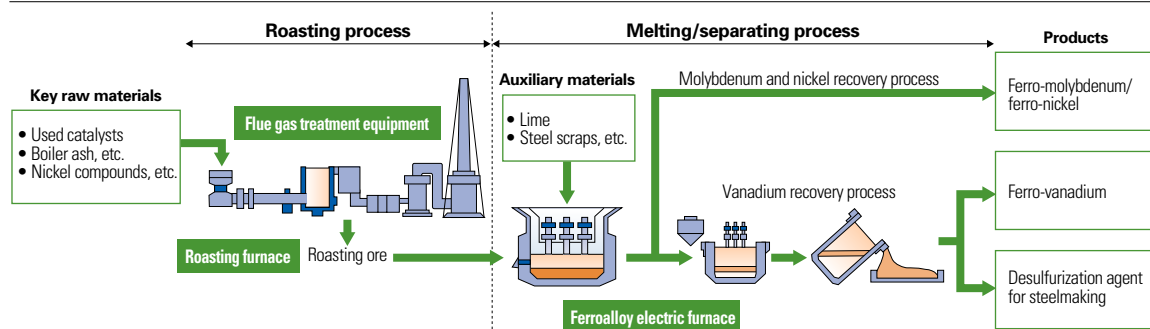 Roasting process
Melting/separating process
Products
Key raw materials
• Used catalysts
• Boiler ash, etc.
• Nickel compounds, etc.
Flue gas treatment equipment
Roasting furnace
Roasting ore
Auxiliary materials
• Lime
• Steel scraps, etc.
Molybdenum and nickel recovery process
Vanadium recovery process
Ferroalloy electric furnace
Ferro-molybdenum/
ferro-nickel
Ferro-vanadium
Desulfurization agent
for steelmaking